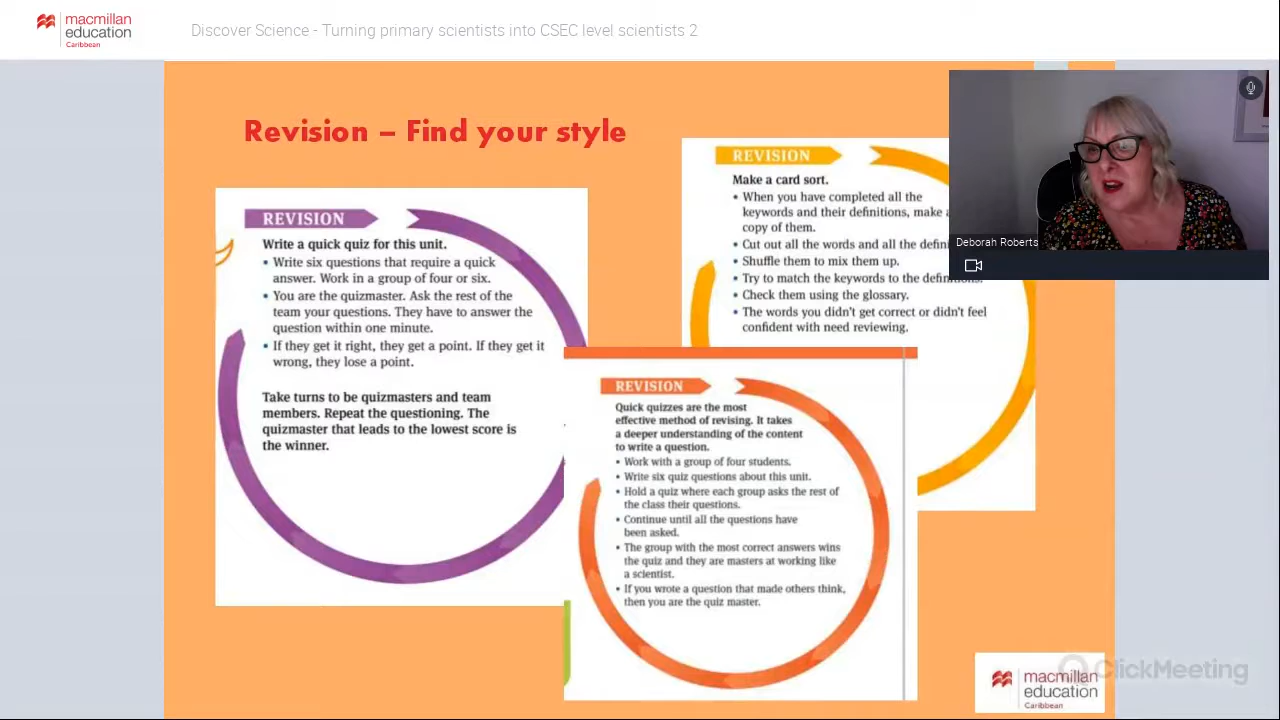 macmillan
education
Caribbean
Discover Science - Turning primary scientists into CSEC level scientists 2
Revision – Find your style
REVISION
Write a quick quiz for this unit.
• Write six questions that require a quick
answer. Work in a group of four or six.
• You are the quizmaster. Ask the rest of the
team your questions. They have to answer the
question within one minute.
• If they get it right, they get a point. If they get it
wrong, they lose a point.
Take turns to be quizmasters and team
members. Repeat the questioning. The
quizmaster that leads to the lowest score is
the winner.
REVISION
Make a card sort.
• When you have completed all the
keywords and their definitions, make a
copy of them.
• Cut out all the words and all the defini
• Shuffle them to mix them up.
• Try to match the keywords to the definitions.
• Check them using the glossary.
• The words you didn't get correct or didn't feel
confident with need reviewing.
REVISION
Quick quizzes are the most
effective method of revising. It takes
a deeper understanding of the content
to write a question.
• Work with a group of four students.
• Write six quiz questions about this unit.
• Hold a quiz where each group asks the rest of
the class their questions.
• Continue until all the questions have
been asked.
• The group with the most correct answers wins
the quiz and they are masters at working like
a scientist.
• If you wrote a question that made others think,
then you are the quiz master.
Deborah Roberts
macmillan
education
Caribbean
ClickMeeting